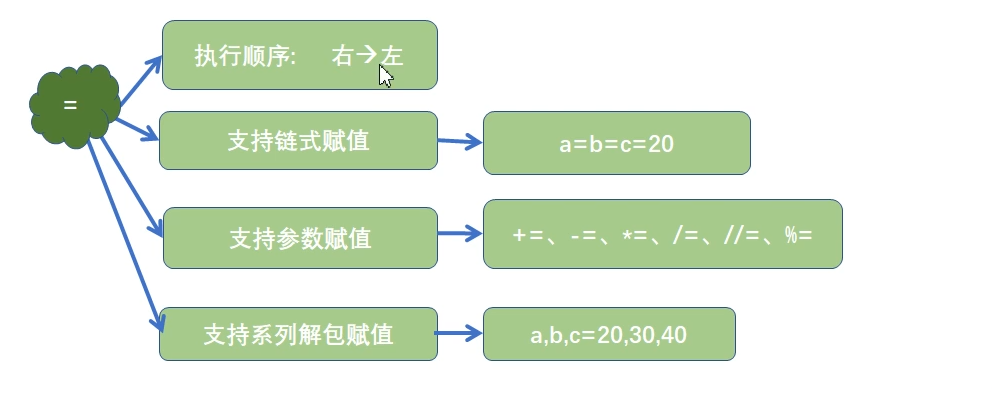 =
执行顺序: 右→左
支持链式赋值
a=b=c=20
支持参数赋值
+=、-=、*=、/=、//=、%=
支持系列解包赋值
a,b,c=20,30,40